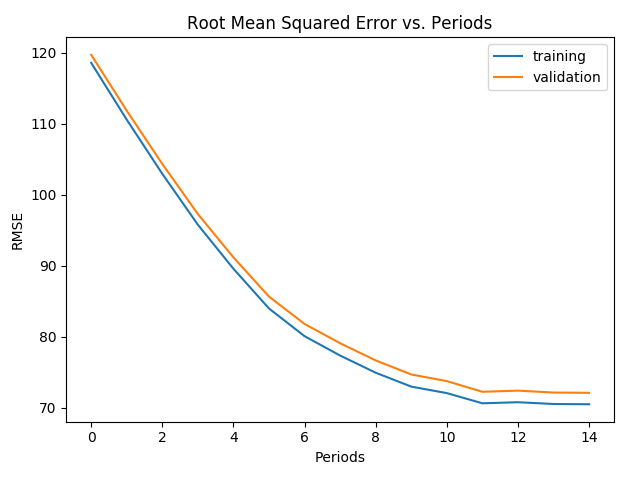 Root Mean Squared Error vs. Periods
training
validation
120
110
100
90
80
70
RMSE
0 2 4 6 8 10 12 14
Periods